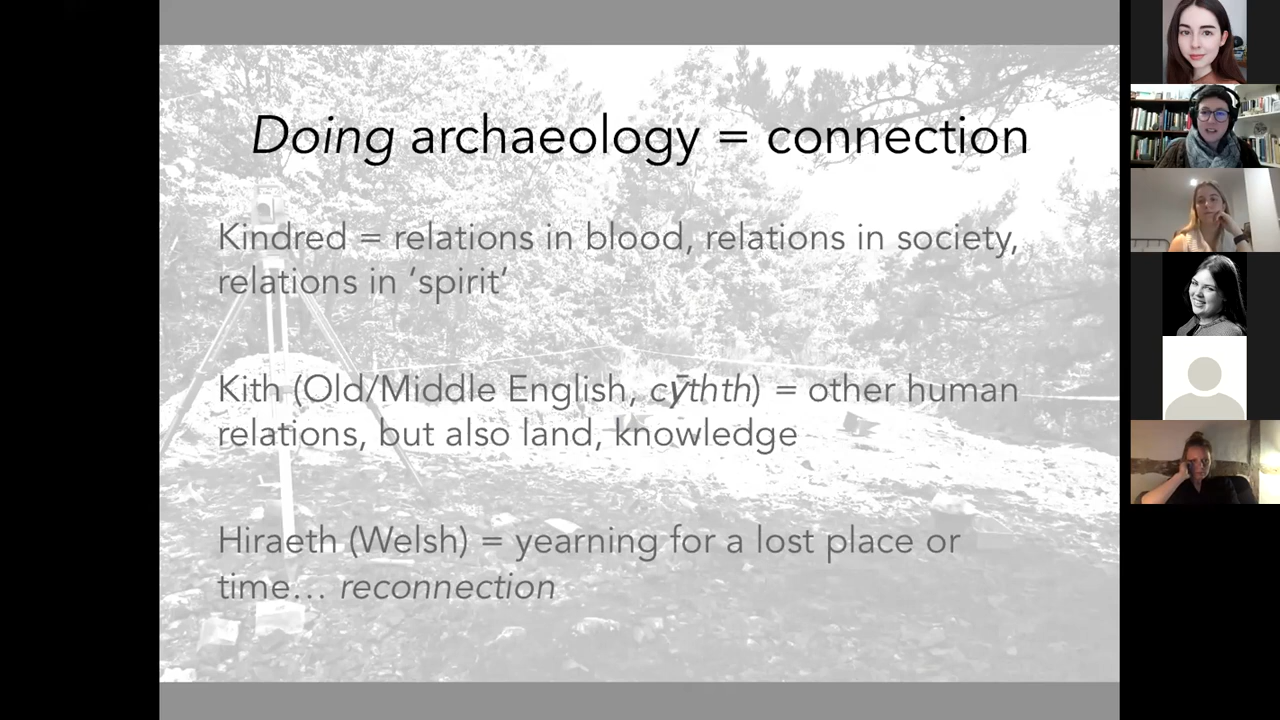 Doing archaeology = connection
Kindred = relations in blood, relations in society,
relations in ‘spirit’
Kith (Old/Middle English, cȳthth) = other human
relations, but also land, knowledge
Hiraeth (Welsh) = yearning for a lost place or
time… reconnection